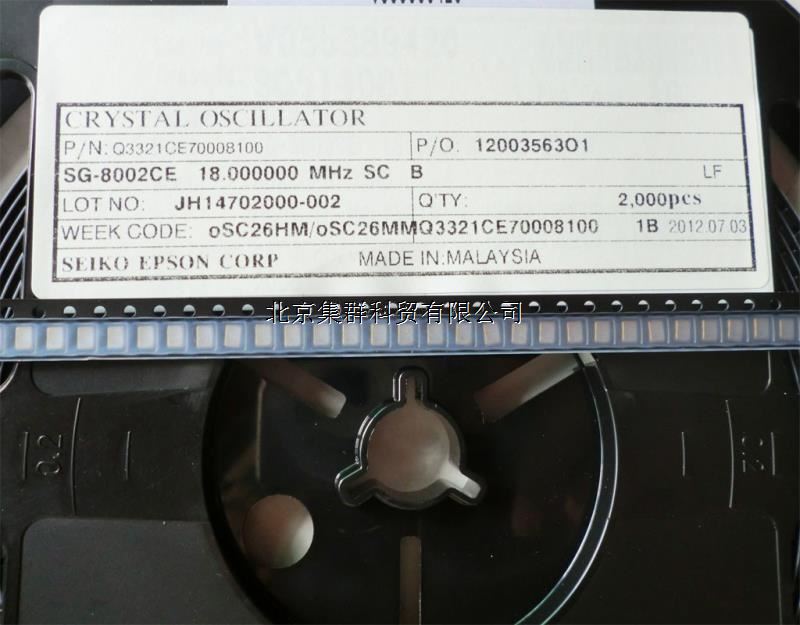 CRYSTAL OSCILLATOR
P/N: Q3321CE70008100 P/O. 1200356301
SG-8002CE 18.000000 MHz SC B LF
LOT NO: JH14702000-002 Q'TY: 2,000pcs
WEEK CODE: oSC26HM/oSC26MMQ3321CE70008100 1B 2012.07.03
SEIKO EPSON CORP MADE IN:MALAYSIA
北京集群科贸有限公司